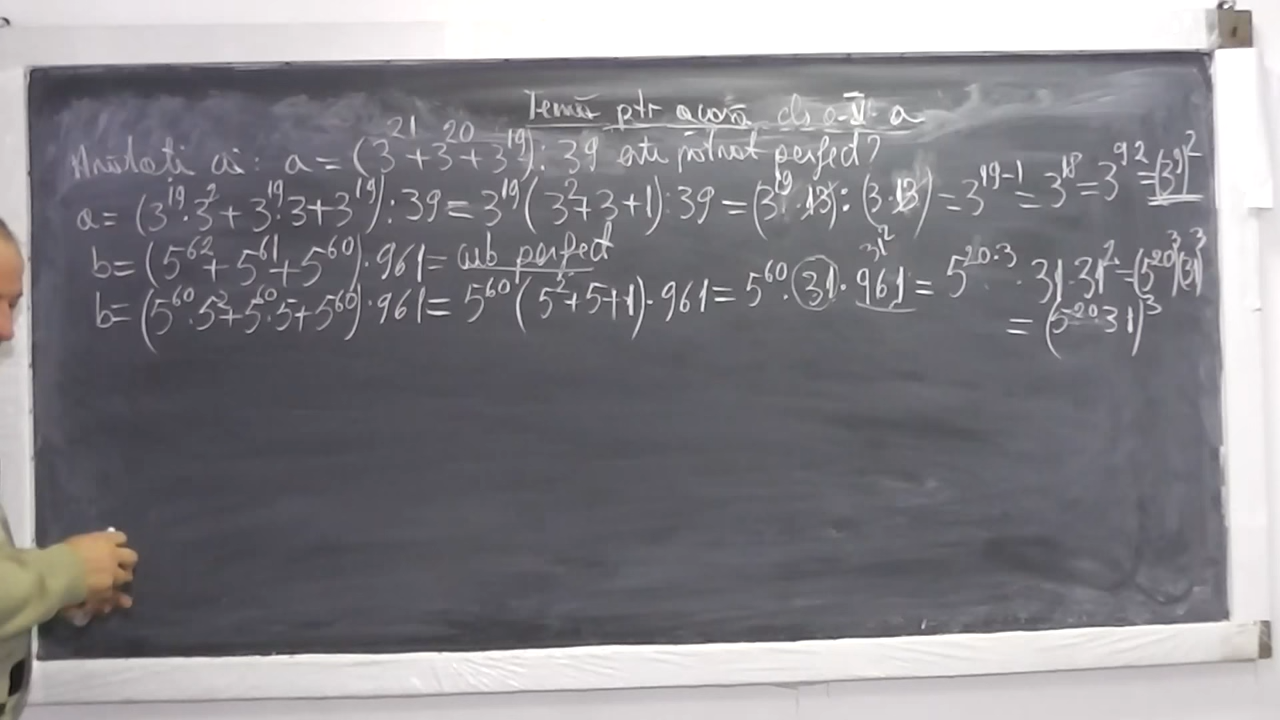 Temă ptr acasă cls a V a
Arătați că: a = (3²¹ + 3²⁰ + 3¹⁹) : 39 este pătrat perfect?
a = (3¹⁹·3² + 3¹⁹·3 + 3¹⁹) : 39 = 3¹⁹(3² + 3 + 1) : 39 = (3¹⁹·13) : (3·13) = 3¹⁹⁻¹ = 3¹⁸ = 3⁹·² = (3⁹)²
b = (5⁶² + 5⁶¹ + 5⁶⁰)·961 = cub perfect
b = (5⁶⁰·5² + 5⁶⁰·5 + 5⁶⁰)·961 = 5⁶⁰(5² + 5 + 1)·961 = 5⁶⁰·31·961 = 5²⁰·³·31·31² = (5²⁰)³(31)³
31²
= (5²⁰·31)³